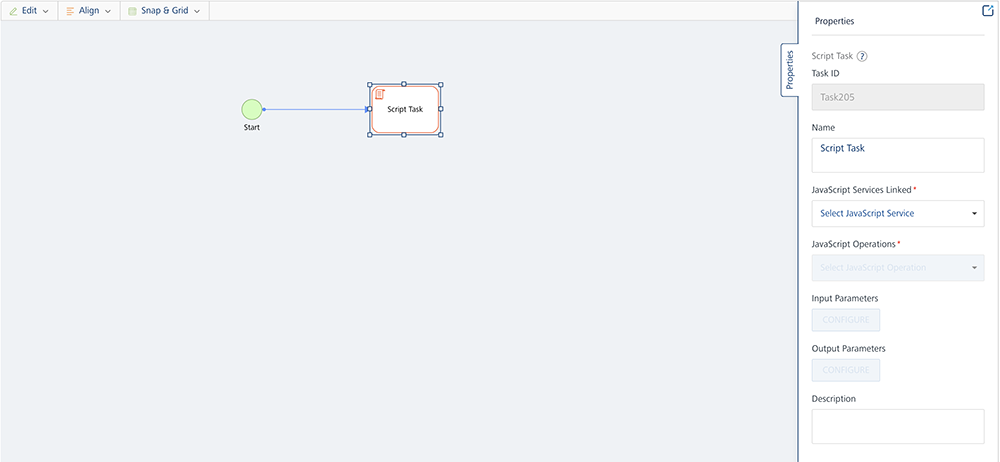 Edit
Align
Snap & Grid
Start
Script Task
Properties
Properties
Script Task ?
Task ID
Task205
Name
Script Task
JavaScript Services Linked*
Select JavaScript Service
JavaScript Operations*
Select JavaScript Operation
Input Parameters
CONFIGURE
Output Parameters
CONFIGURE
Description